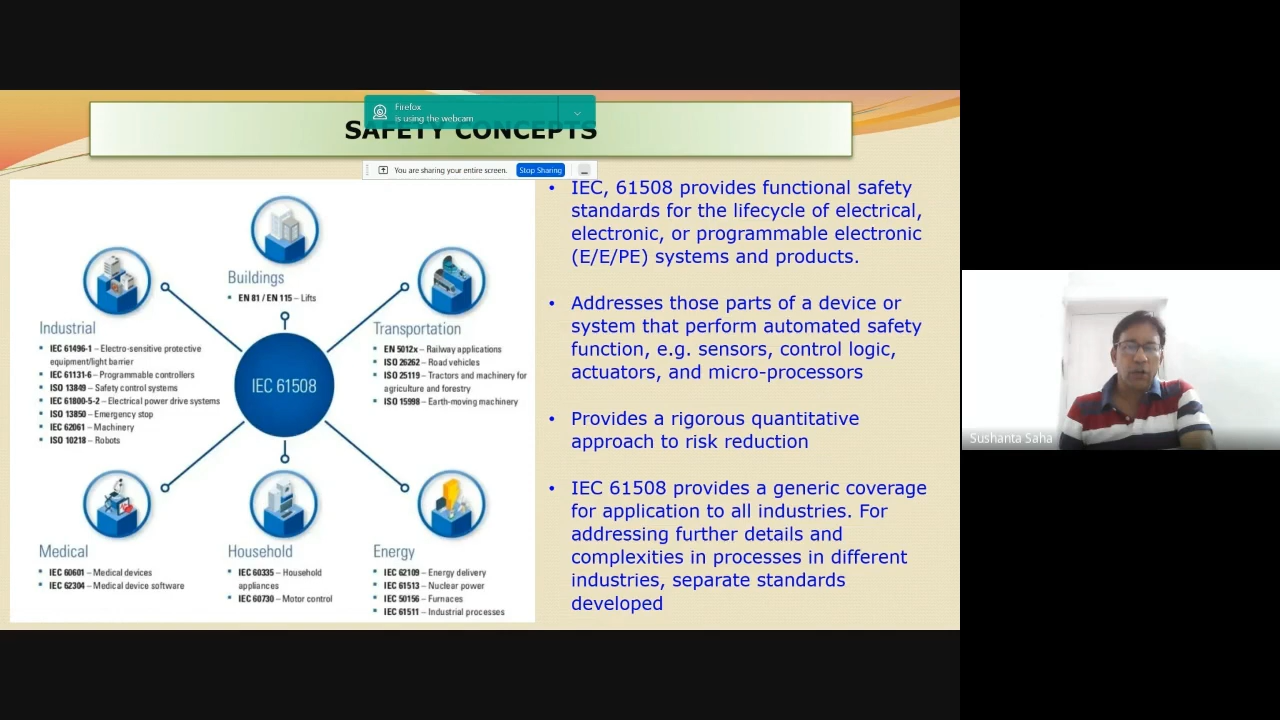 Firefox
is using the webcam
SAFETY CONCEPTS
You are sharing your entire screen.
Stop Sharing
Buildings
EN 81 / EN 115 – Lifts
Industrial
IEC 61496-1 – Electro-sensitive protective
equipment/light barrier
IEC 61131-6 – Programmable controllers
ISO 13849 – Safety control systems
IEC 61800-5-2 – Electrical power drive systems
ISO 13850 – Emergency stop
IEC 62061 – Machinery
ISO 10218 – Robots
Transportation
EN 5012x – Railway applications
ISO 26262 – Road vehicles
ISO 25119 – Tractors and machinery for
agriculture and forestry
ISO 15998 – Earth-moving machinery
IEC 61508
Medical
IEC 60601 – Medical devices
IEC 62304 – Medical device software
Household
IEC 60335 – Household
appliances
IEC 60730 – Motor control
Energy
IEC 62109 – Energy delivery
IEC 61513 – Nuclear power
IEC 50156 – Furnaces
IEC 61511 – Industrial processes
• IEC, 61508 provides functional safety
standards for the lifecycle of electrical,
electronic, or programmable electronic
(E/E/PE) systems and products.
• Addresses those parts of a device or
system that perform automated safety
function, e.g. sensors, control logic,
actuators, and micro-processors
• Provides a rigorous quantitative
approach to risk reduction
• IEC 61508 provides a generic coverage
for application to all industries. For
addressing further details and
complexities in processes in different
industries, separate standards
developed
Sushanta Saha